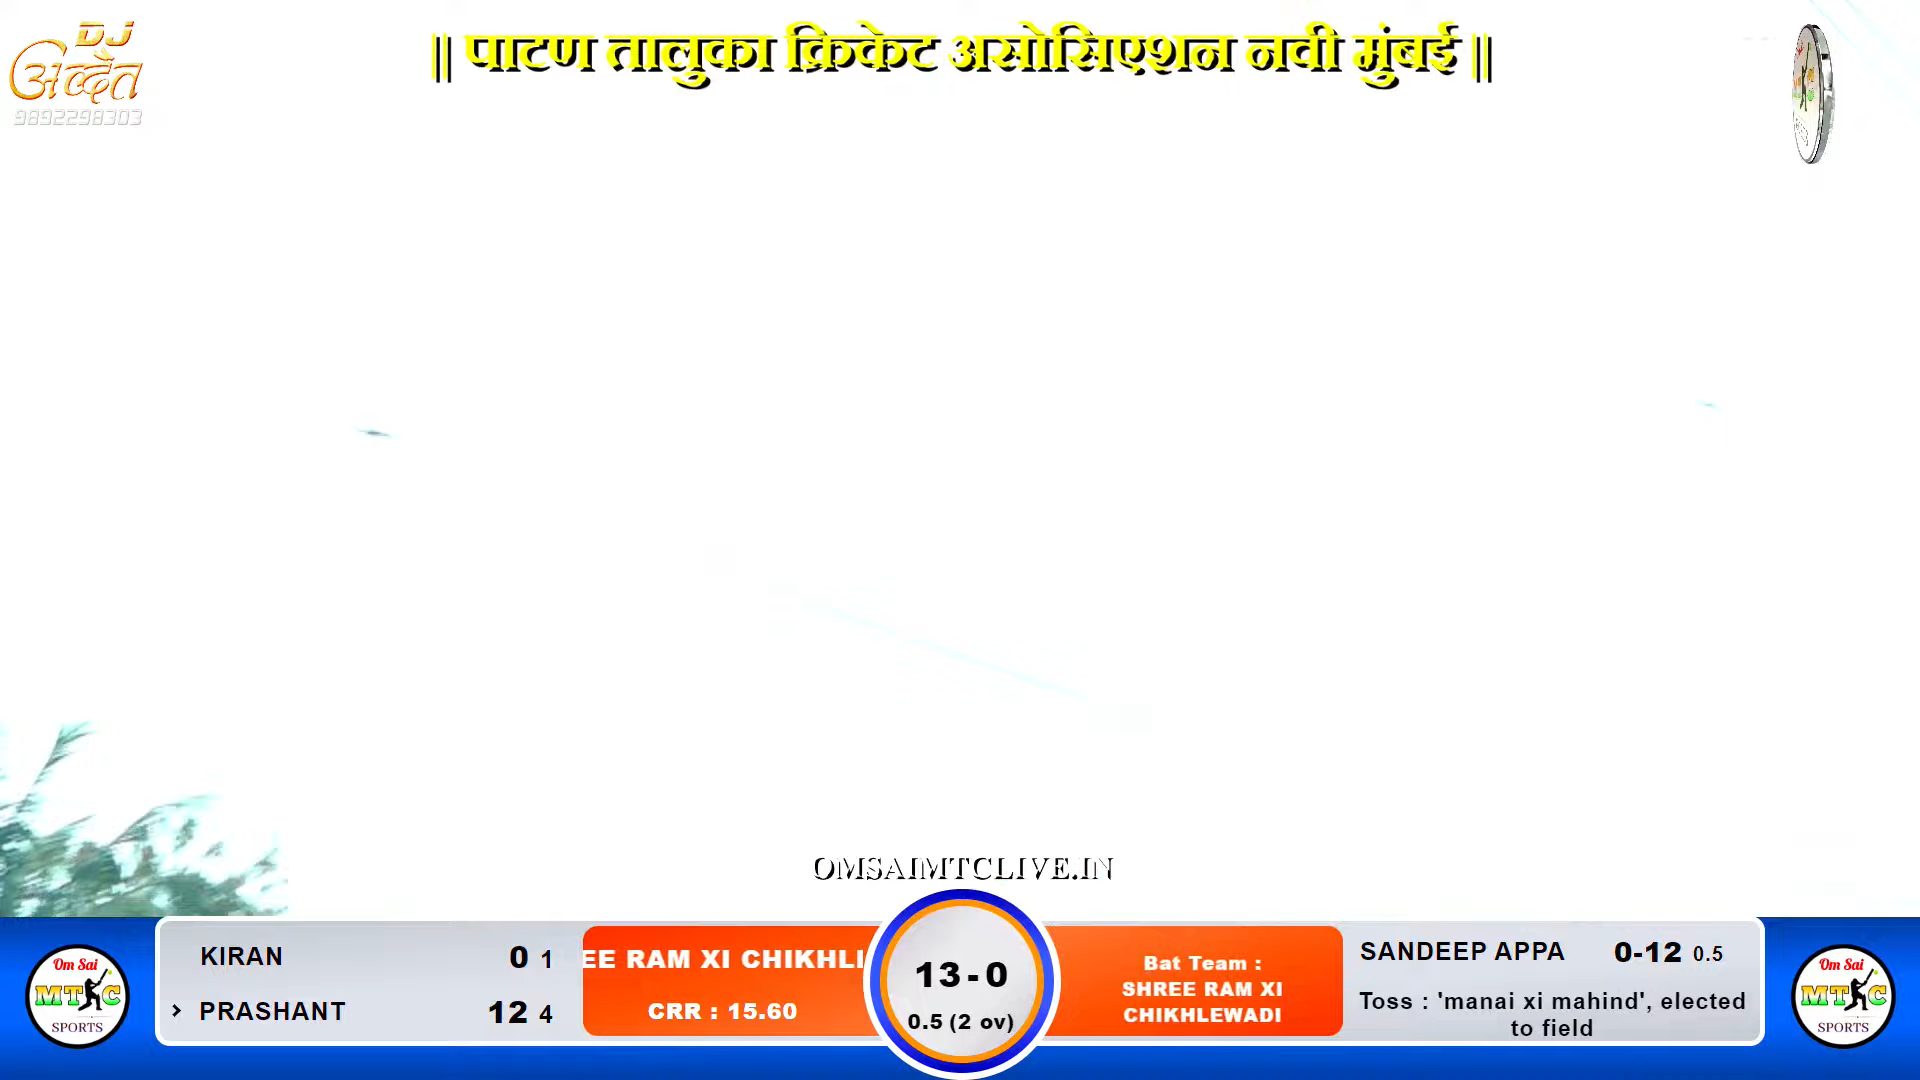 DJ
अव्दैत
9892298303
॥ पाटण तालुका क्रिकेट असोसिएशन नवी मुंबई ॥
OMSAIMTCLIVE.IN
Om Sai
MTC
SPORTS
KIRAN 0 1
> PRASHANT 12 4
EE RAM XI CHIKHLI
CRR : 15.60
13-0
0.5 (2 ov)
Bat Team :
SHREE RAM XI
CHIKHLEWADI
SANDEEP APPA 0-12 0.5
Toss : 'manai xi mahind', elected
to field
Om Sai
MTC
SPORTS